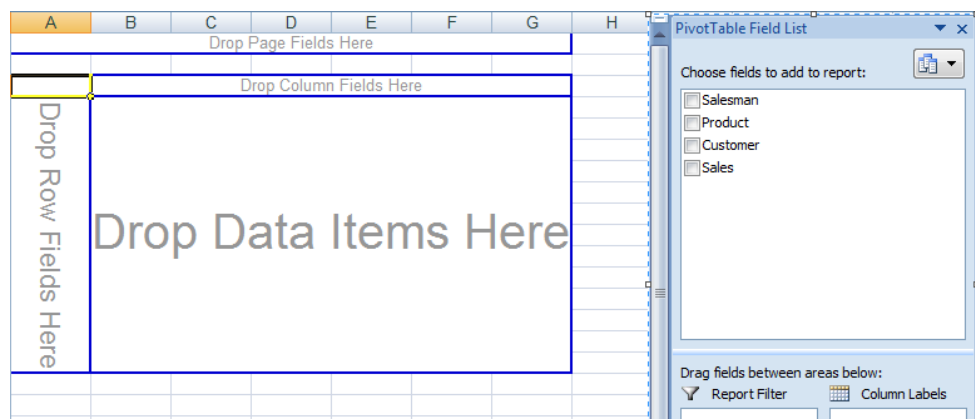 A B C D E F G H
Drop Page Fields Here
Drop Column Fields Here
Drop Row Fields Here
Drop Data Items Here
PivotTable Field List
Choose fields to add to report:
Salesman
Product
Customer
Sales
Drag fields between areas below:
Report Filter Column Labels